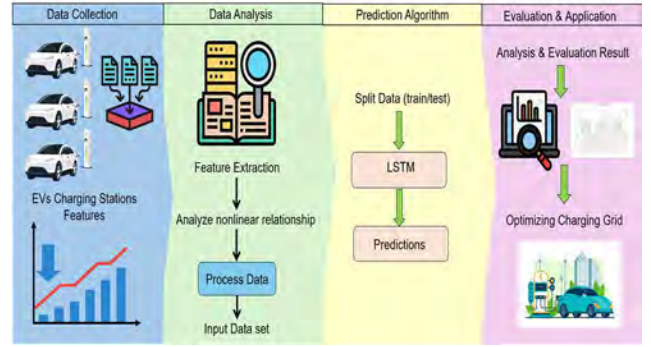 Data Collection
Data Analysis
Prediction Algorithm
Evaluation & Application
EVs Charging Stations
Features
Feature Extraction
Analyze nonlinear relationship
Process Data
Input Data set
Split Data (train/test)
LSTM
Predictions
Analysis & Evaluation Result
Optimizing Charging Grid